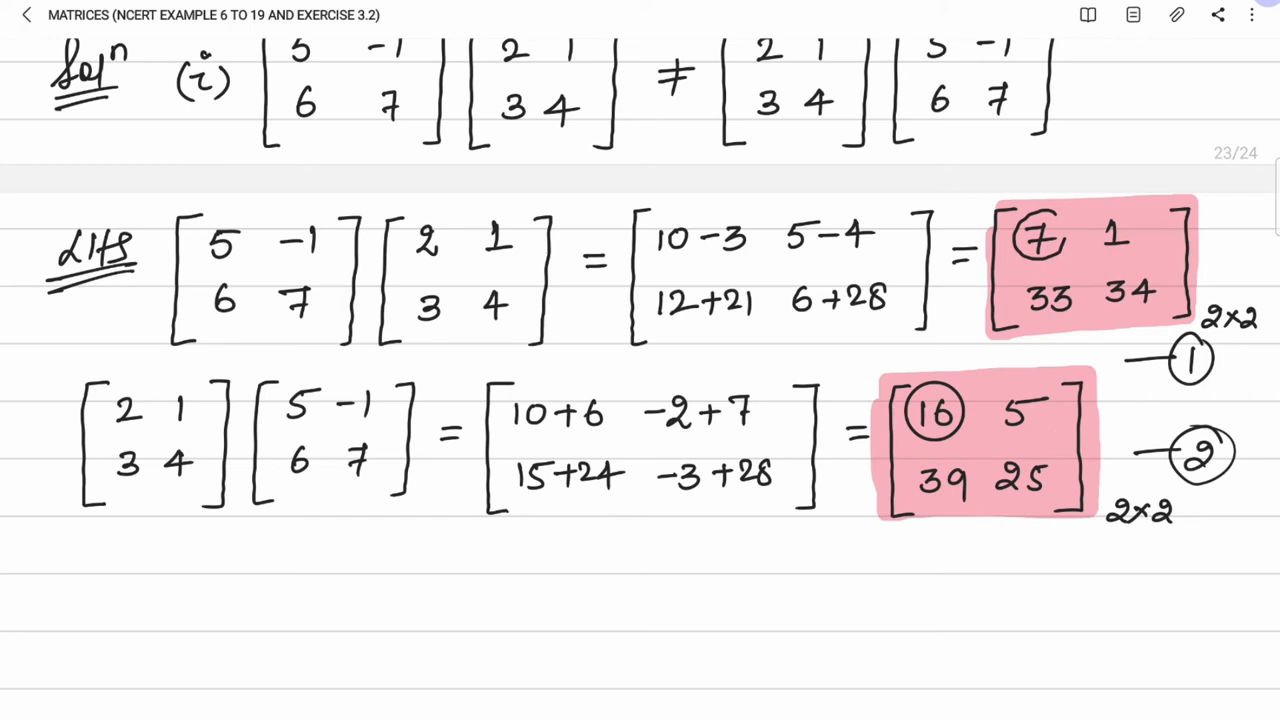 MATRICES (NCERT EXAMPLE 6 TO 19 AND EXERCISE 3.2)
Solⁿ (i) [5 -1] [2 1] ≠ [2 1] [5 -1]
[6 7] [3 4] [3 4] [6 7]
23/24
LHS [5 -1] [2 1] = [10-3 5-4] = [7 1]
[6 7] [3 4] [12+21 6+28] [33 34] 2×2
—①
[2 1] [5 -1] = [10+6 -2+7] = [16 5]
[3 4] [6 7] [15+24 -3+28] [39 25] —②
2×2